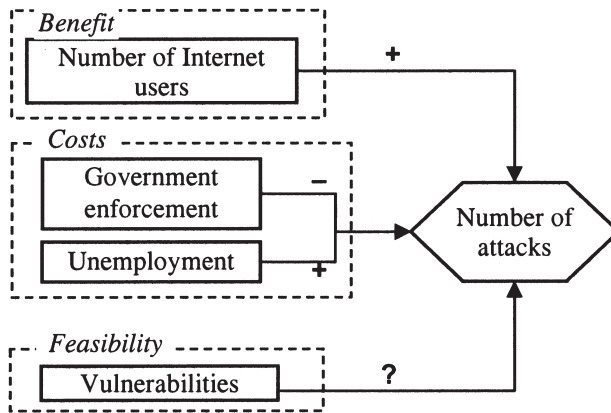 Benefit
Number of Internet
users
+
Costs
Government
enforcement
–
Unemployment
+
Number of
attacks
Feasibility
Vulnerabilities
?